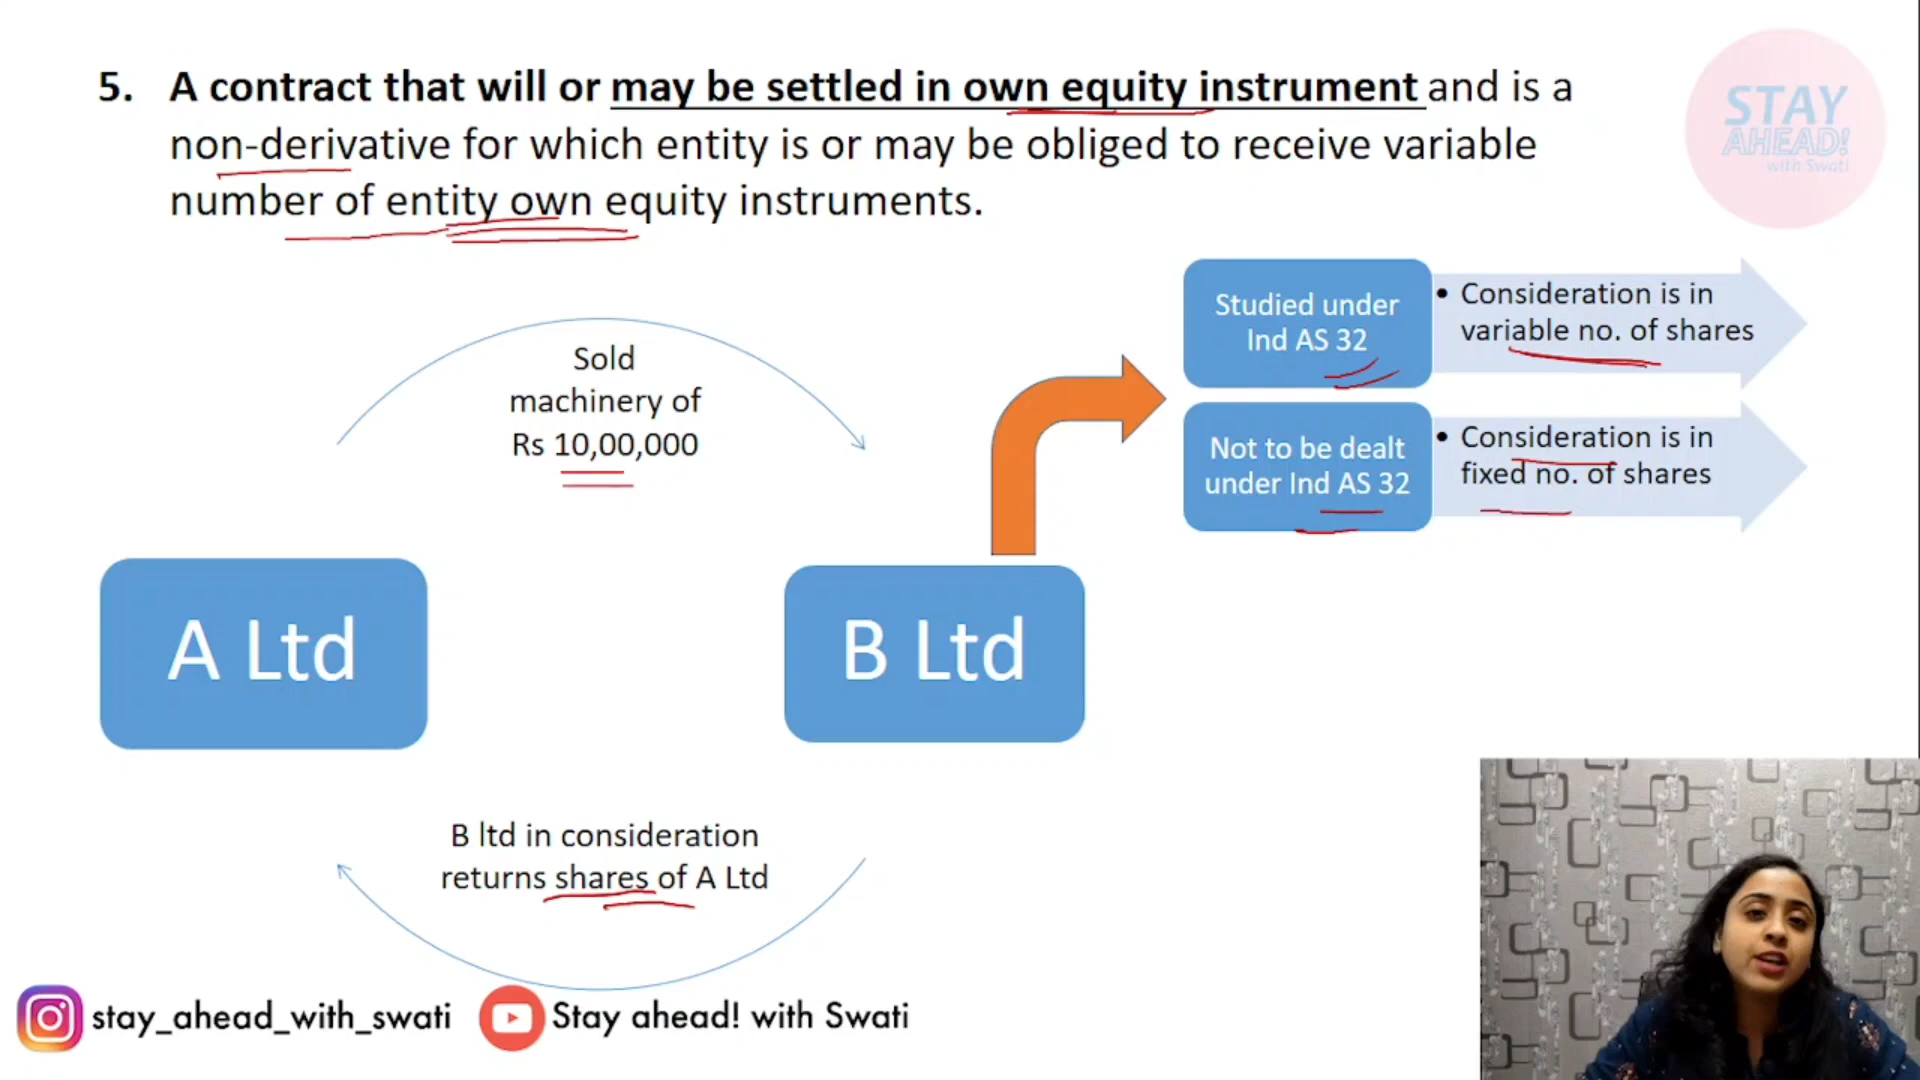 5. A contract that will or may be settled in own equity instrument and is a
non-derivative for which entity is or may be obliged to receive variable
number of entity own equity instruments.
STAY
AHEAD!
with Swati
Sold
machinery of
Rs 10,00,000
Studied under
Ind AS 32
• Consideration is in
variable no. of shares
Not to be dealt
under Ind AS 32
• Consideration is in
fixed no. of shares
A Ltd
B Ltd
B ltd in consideration
returns shares of A Ltd
stay_ahead_with_swati
Stay ahead! with Swati